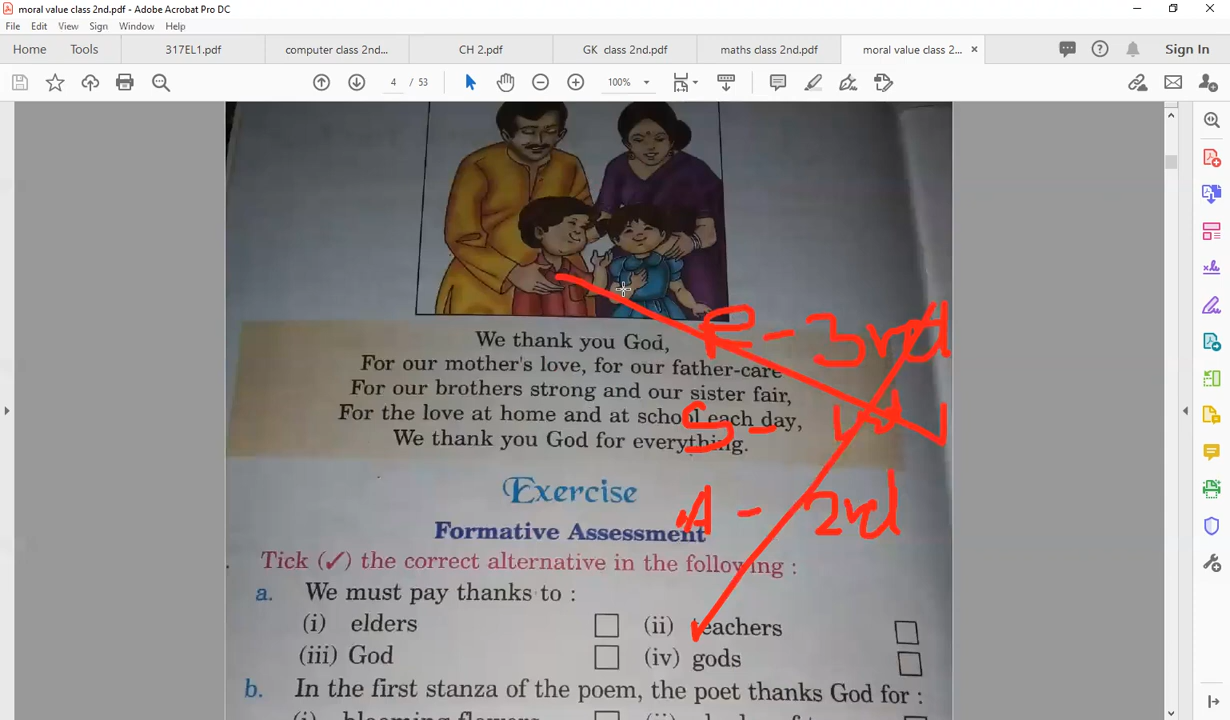 moral value class 2nd.pdf - Adobe Acrobat Pro DC
File Edit View Sign Window Help
Home Tools 317EL1.pdf computer class 2nd... CH 2.pdf GK class 2nd.pdf maths class 2nd.pdf moral value class 2... × Sign In
4 / 53 100%
We thank you God,
For our mother's love, for our father-care
For our brothers strong and our sister fair,
For the love at home and at school each day,
We thank you God for everything.
R - 3rd
S -
A - 2nd
Exercise
Formative Assessment
Tick (✓) the correct alternative in the following :
a. We must pay thanks to :
(i) elders (ii) teachers
(iii) God (iv) gods
b. In the first stanza of the poem, the poet thanks God for :
(i) blooming flowers